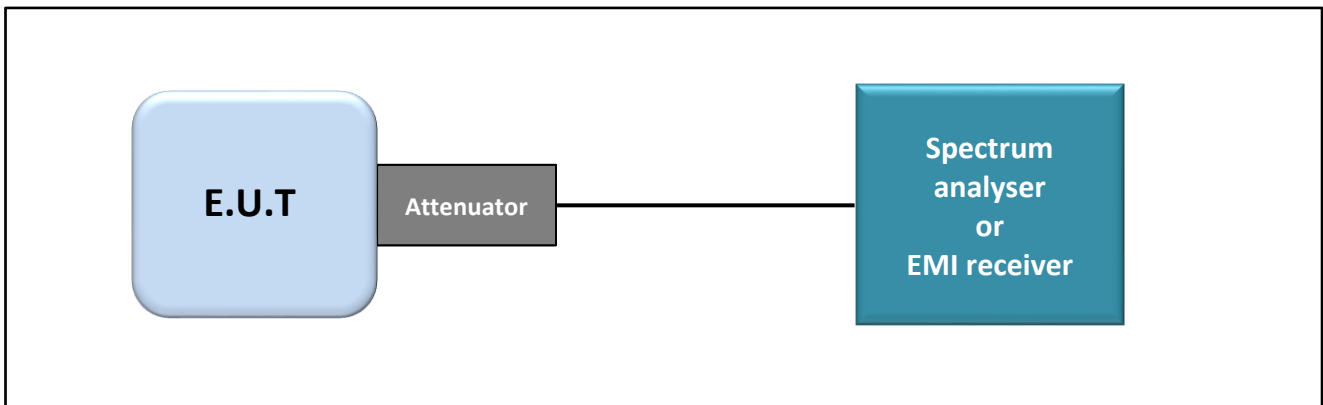 E.U.T
Attenuator
Spectrum
analyser
or
EMI receiver